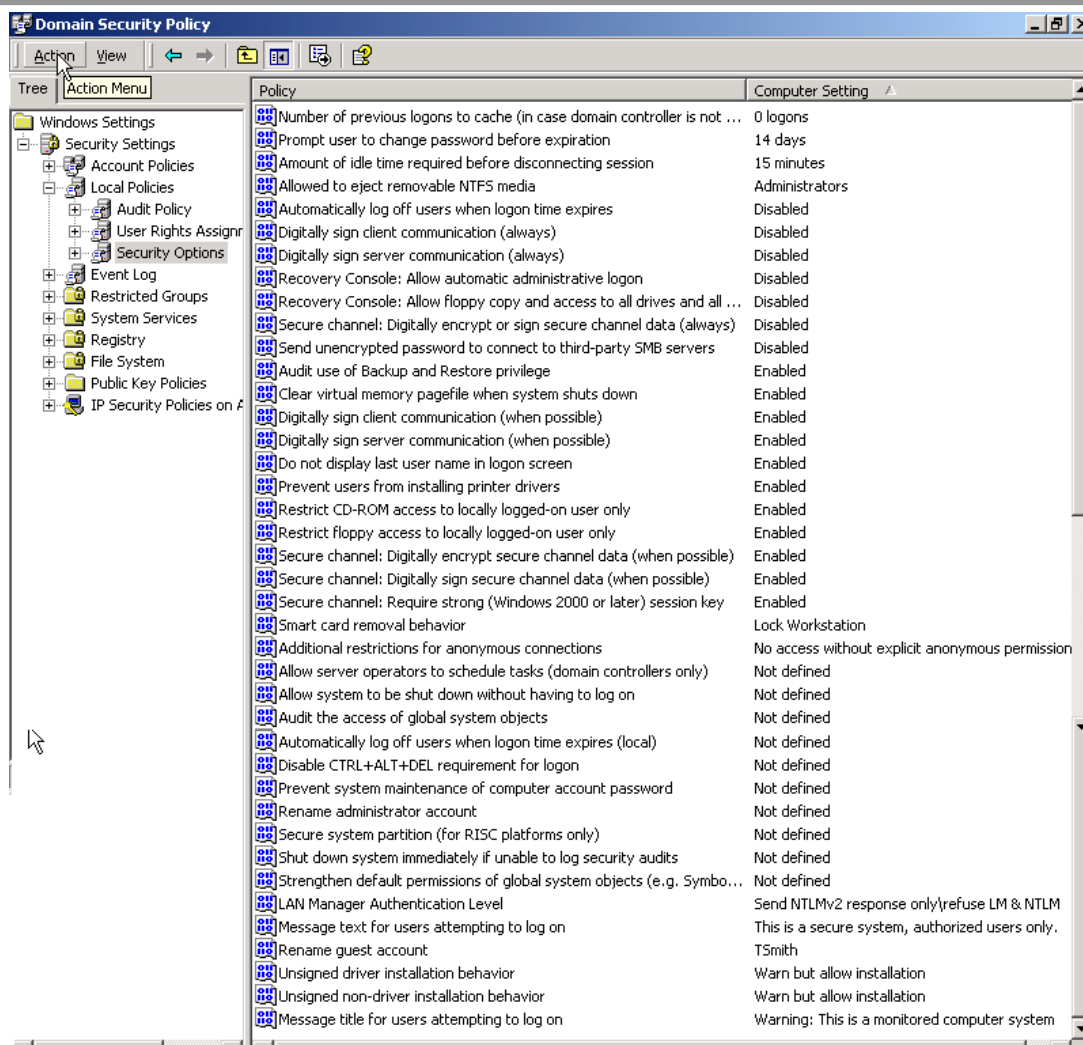 Domain Security Policy
Action View
Tree
Action Menu
Policy Computer Setting
Windows Settings
Security Settings
Account Policies
Local Policies
Audit Policy
User Rights Assignr
Security Options
Event Log
Restricted Groups
System Services
Registry
File System
Public Key Policies
IP Security Policies on A
Number of previous logons to cache (in case domain controller is not ... 0 logons
Prompt user to change password before expiration 14 days
Amount of idle time required before disconnecting session 15 minutes
Allowed to eject removable NTFS media Administrators
Automatically log off users when logon time expires Disabled
Digitally sign client communication (always) Disabled
Digitally sign server communication (always) Disabled
Recovery Console: Allow automatic administrative logon Disabled
Recovery Console: Allow floppy copy and access to all drives and all ... Disabled
Secure channel: Digitally encrypt or sign secure channel data (always) Disabled
Send unencrypted password to connect to third-party SMB servers Disabled
Audit use of Backup and Restore privilege Enabled
Clear virtual memory pagefile when system shuts down Enabled
Digitally sign client communication (when possible) Enabled
Digitally sign server communication (when possible) Enabled
Do not display last user name in logon screen Enabled
Prevent users from installing printer drivers Enabled
Restrict CD-ROM access to locally logged-on user only Enabled
Restrict floppy access to locally logged-on user only Enabled
Secure channel: Digitally encrypt secure channel data (when possible) Enabled
Secure channel: Digitally sign secure channel data (when possible) Enabled
Secure channel: Require strong (Windows 2000 or later) session key Enabled
Smart card removal behavior Lock Workstation
Additional restrictions for anonymous connections No access without explicit anonymous permission
Allow server operators to schedule tasks (domain controllers only) Not defined
Allow system to be shut down without having to log on Not defined
Audit the access of global system objects Not defined
Automatically log off users when logon time expires (local) Not defined
Disable CTRL+ALT+DEL requirement for logon Not defined
Prevent system maintenance of computer account password Not defined
Rename administrator account Not defined
Secure system partition (for RISC platforms only) Not defined
Shut down system immediately if unable to log security audits Not defined
Strengthen default permissions of global system objects (e.g. Symbo... Not defined
LAN Manager Authentication Level Send NTLMv2 response only\refuse LM & NTLM
Message text for users attempting to log on This is a secure system, authorized users only.
Rename guest account TSmith
Unsigned driver installation behavior Warn but allow installation
Unsigned non-driver installation behavior Warn but allow installation
Message title for users attempting to log on Warning: This is a monitored computer system